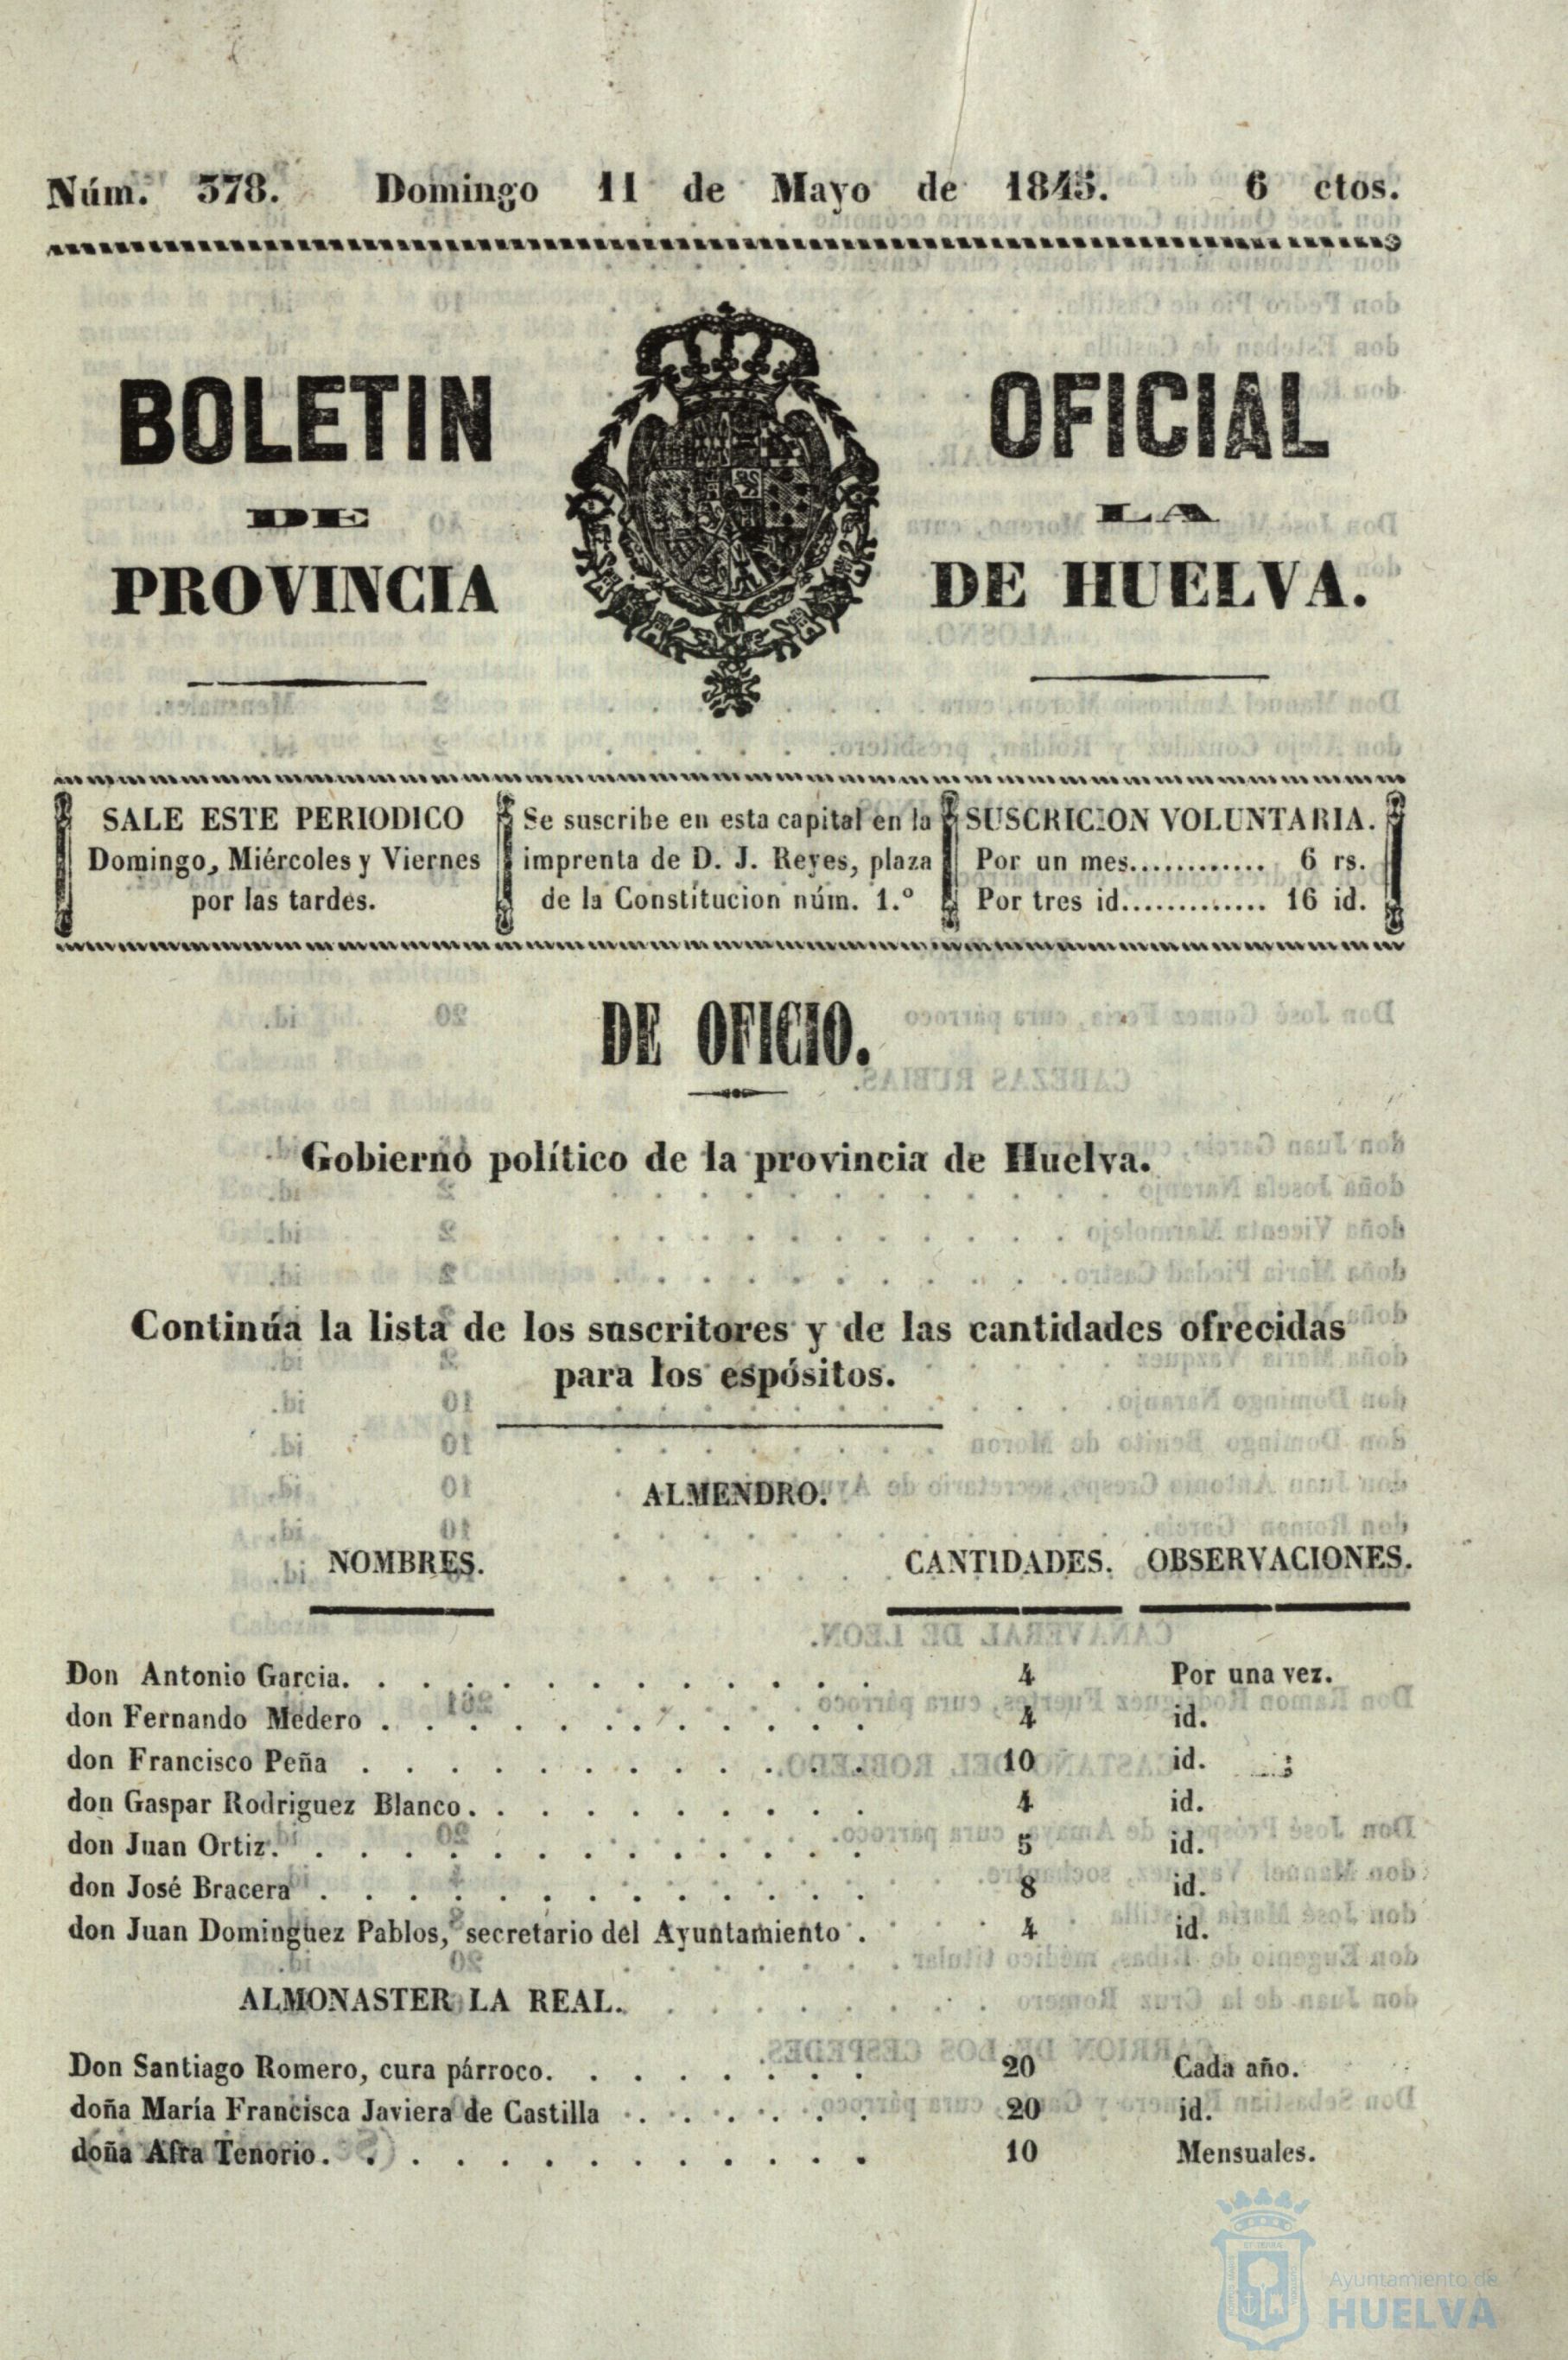 Núm. 378. Domingo 11 de Mayo de 1845. 6 ctos.
BOLETIN OFICIAL
DE LA
PROVINCIA DE HUELVA.
SALE ESTE PERIODICO
Domingo, Miércoles y Viernes
por las tardes.
Se suscribe en esta capital en la
imprenta de D. J. Reyes, plaza
de la Constitucion núm. 1.º
SUSCRICION VOLUNTARIA.
Por un mes............ 6 rs.
Por tres id............. 16 id.
DE OFICIO.
Gobierno político de la provincia de Huelva.
Continúa la lista de los suscritores y de las cantidades ofrecidas
para los espósitos.
ALMENDRO.
NOMBRES. CANTIDADES. OBSERVACIONES.
Don Antonio Garcia. . . . . . . . . . . . . 4 Por una vez.
don Fernando Medero . . . . . . . . . . . . 4 id.
don Francisco Peña . . . . . . . . . . . . 10 id.
don Gaspar Rodriguez Blanco. . . . . . . . . . 4 id.
don Juan Ortiz. . . . . . . . . . . . . . 5 id.
don José Bracera . . . . . . . . . . . . . 8 id.
don Juan Dominguez Pablos, secretario del Ayuntamiento . 4 id.
ALMONASTER LA REAL.
Don Santiago Romero, cura párroco. . . . . . . . 20 Cada año.
doña María Francisca Javiera de Castilla . . . . . . 20 id.
doña Afra Tenorio. . . . . . . . . . . . . 10 Mensuales.
Ayuntamiento de
HUELVA